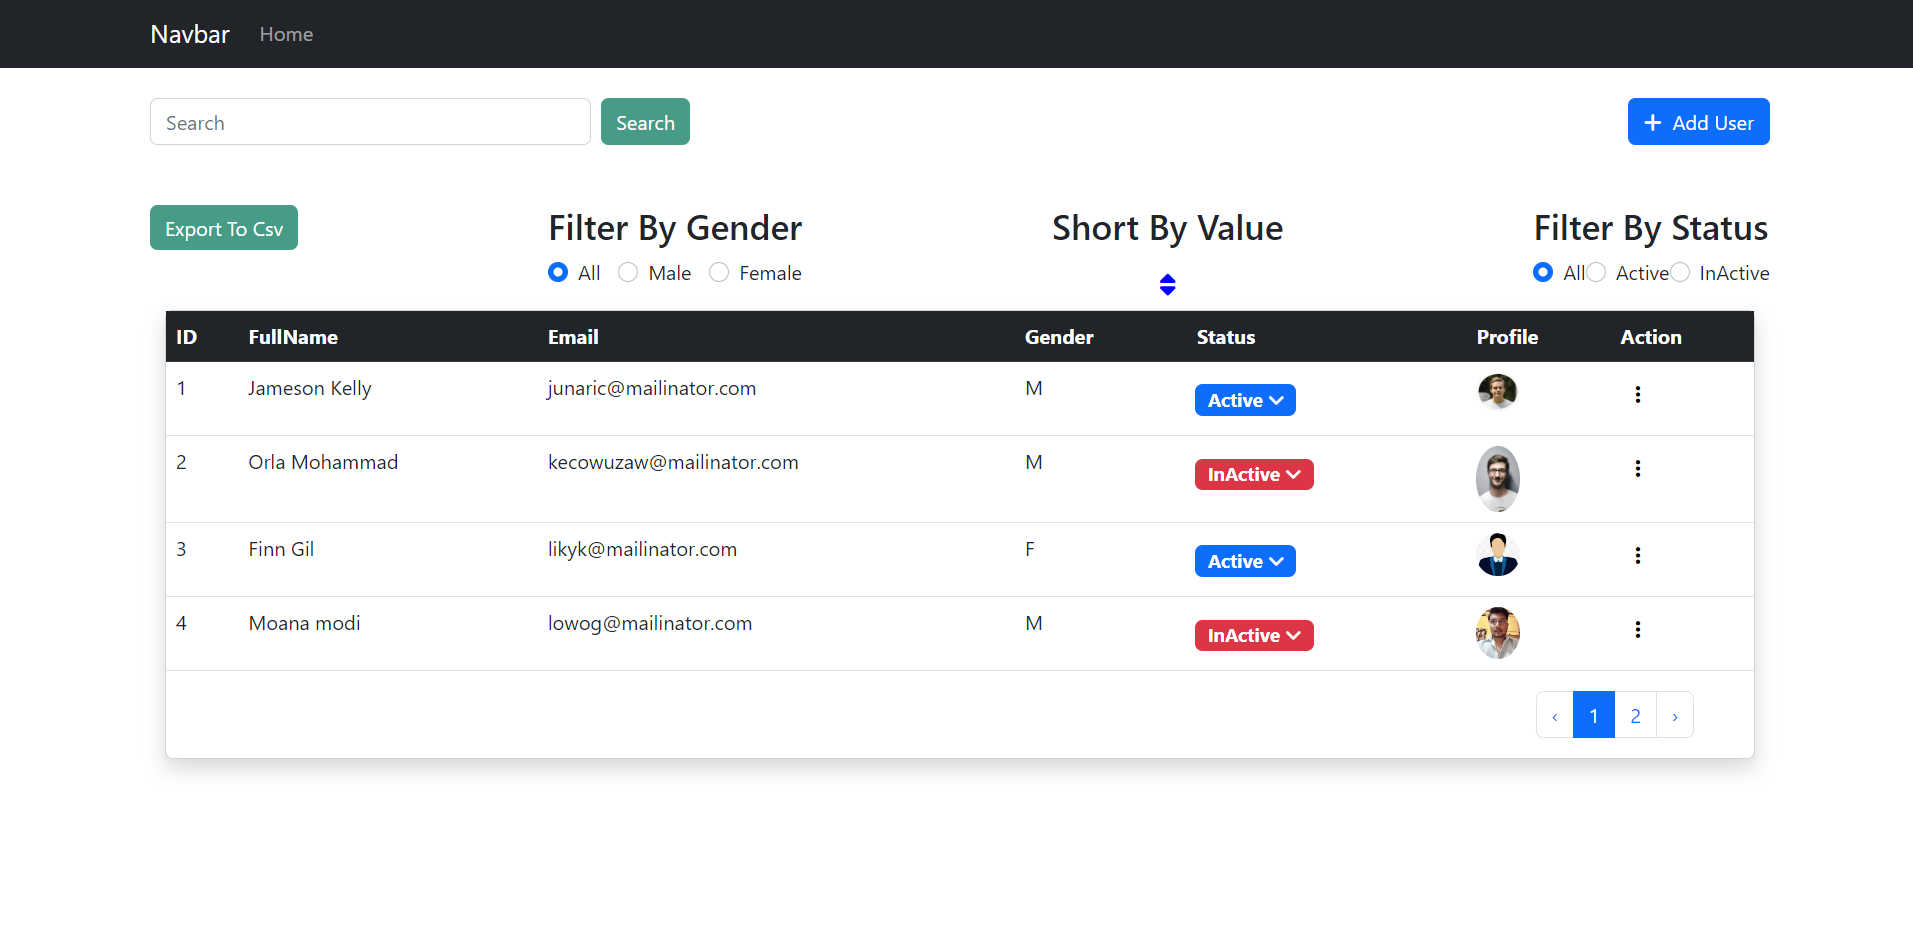 Navbar Home
Search Search + Add User
Export To Csv Filter By Gender Short By Value Filter By Status
All Male Female All Active InActive
ID FullName Email Gender Status Profile Action
1 Jameson Kelly junaric@mailinator.com M Active
2 Orla Mohammad kecowuzaw@mailinator.com M InActive
3 Finn Gil likyk@mailinator.com F Active
4 Moana modi lowog@mailinator.com M InActive
‹ 1 2 ›